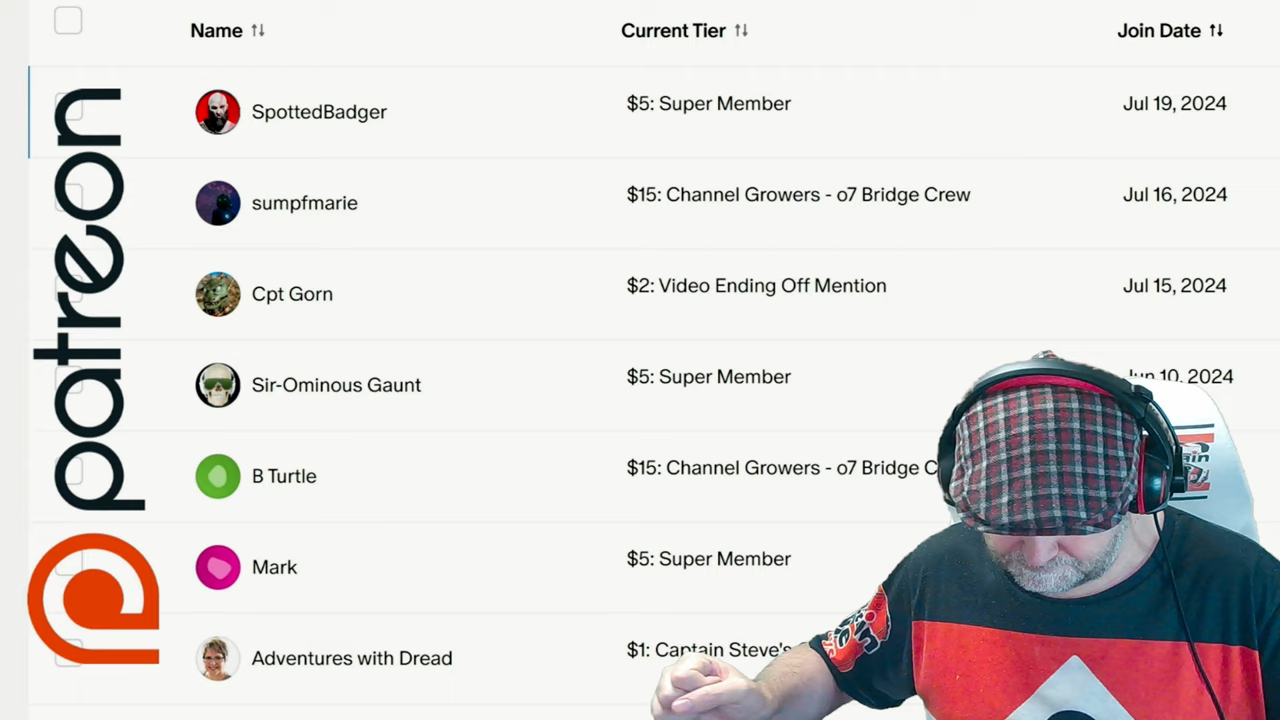 Name Current Tier Join Date
SpottedBadger $5: Super Member Jul 19, 2024
sumpfmarie $15: Channel Growers - o7 Bridge Crew Jul 16, 2024
Cpt Gorn $2: Video Ending Off Mention Jul 15, 2024
Sir-Ominous Gaunt $5: Super Member 10, 2024
B Turtle $15: Channel Growers - o7 Bridge C
Mark $5: Super Member
Adventures with Dread $1: Captain Steve's
patreon